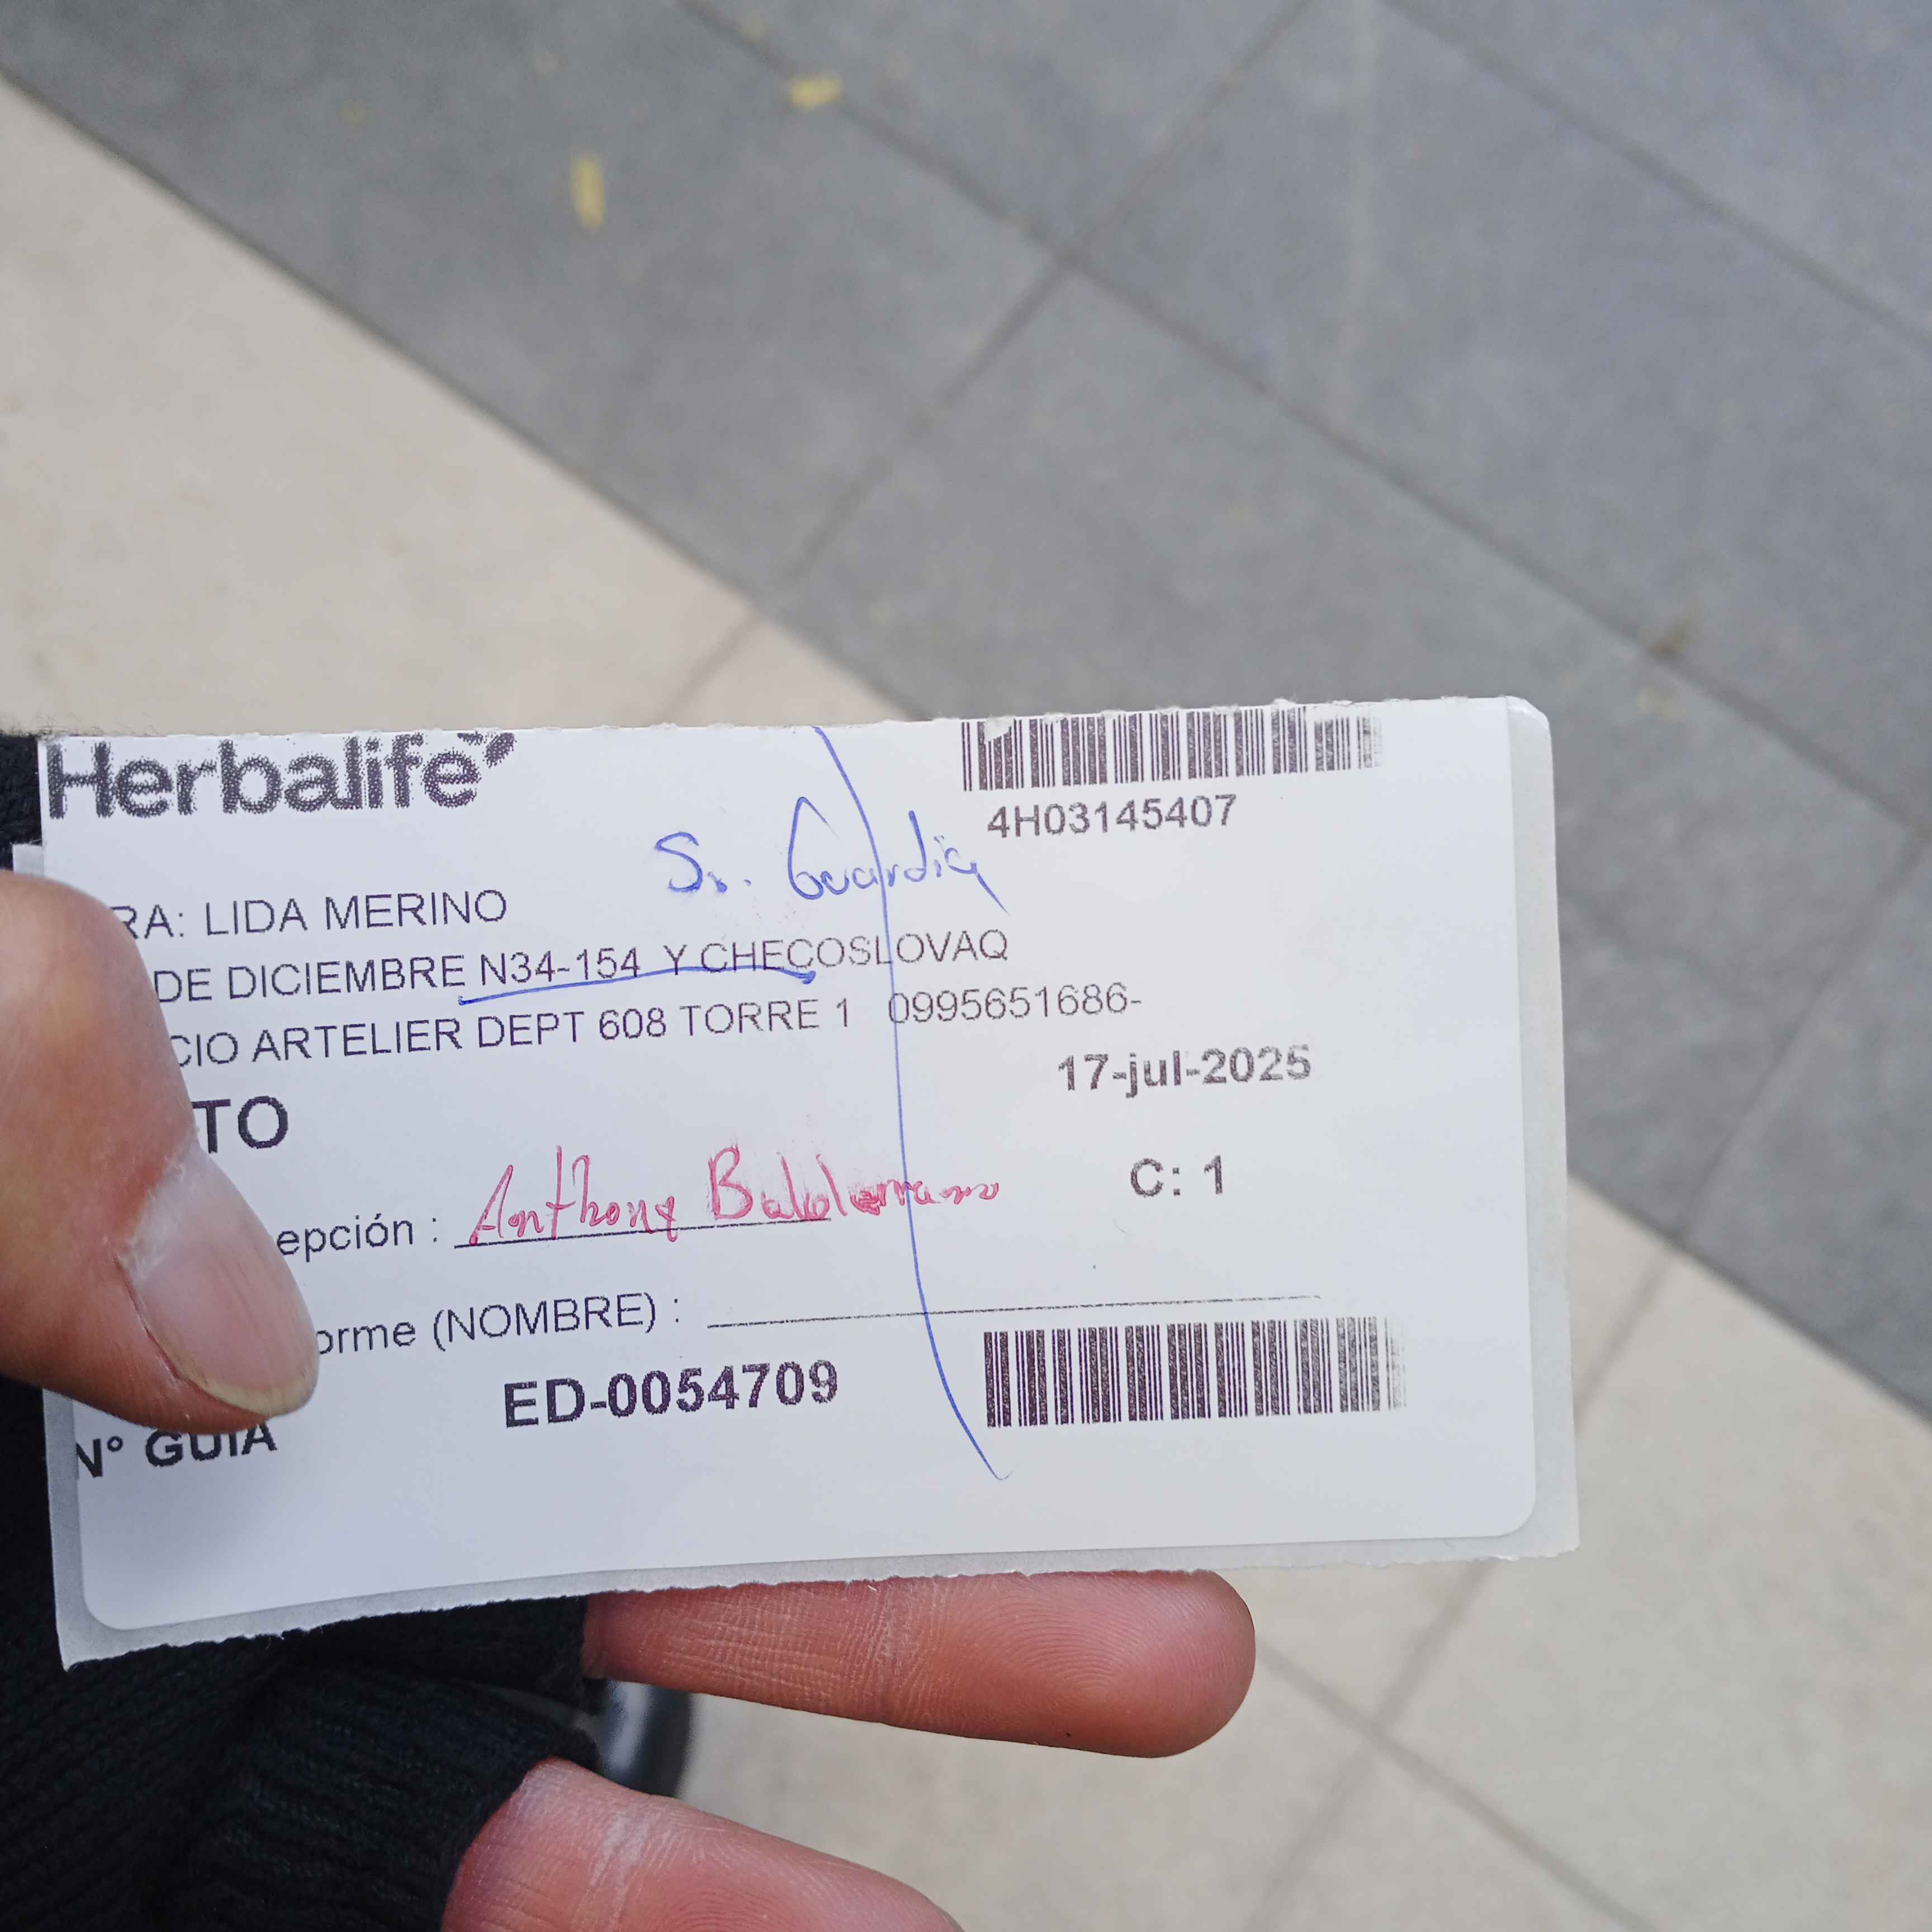 Herbalife
4H03145407
Sr. Guardia
RA: LIDA MERINO
DE DICIEMBRE N34-154 Y CHECOSLOVAQ
CIO ARTELIER DEPT 608 TORRE 1 0995651686-
17-jul-2025
TO
C: 1
epción : Anthony
orme (NOMBRE) :
ED-0054709
N° GUIA